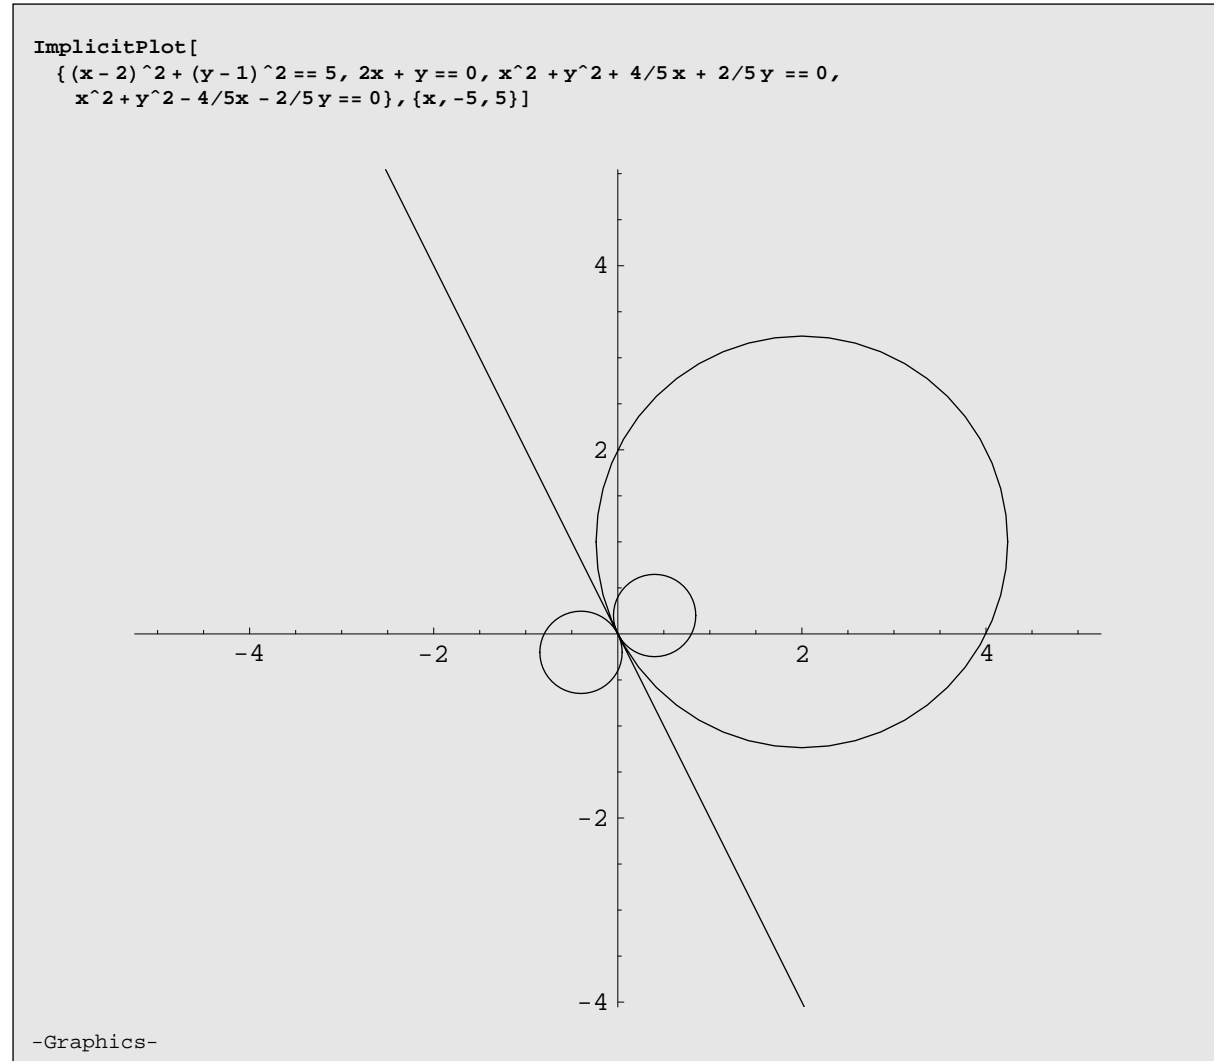 ImplicitPlot[
{(x - 2)^2 + (y - 1)^2 == 5, 2x + y == 0, x^2 + y^2 + 4/5 x + 2/5 y == 0,
x^2 + y^2 - 4/5x - 2/5 y == 0}, {x, -5, 5}]
4
2
-4 -2 2 4
-2
-4
-Graphics-